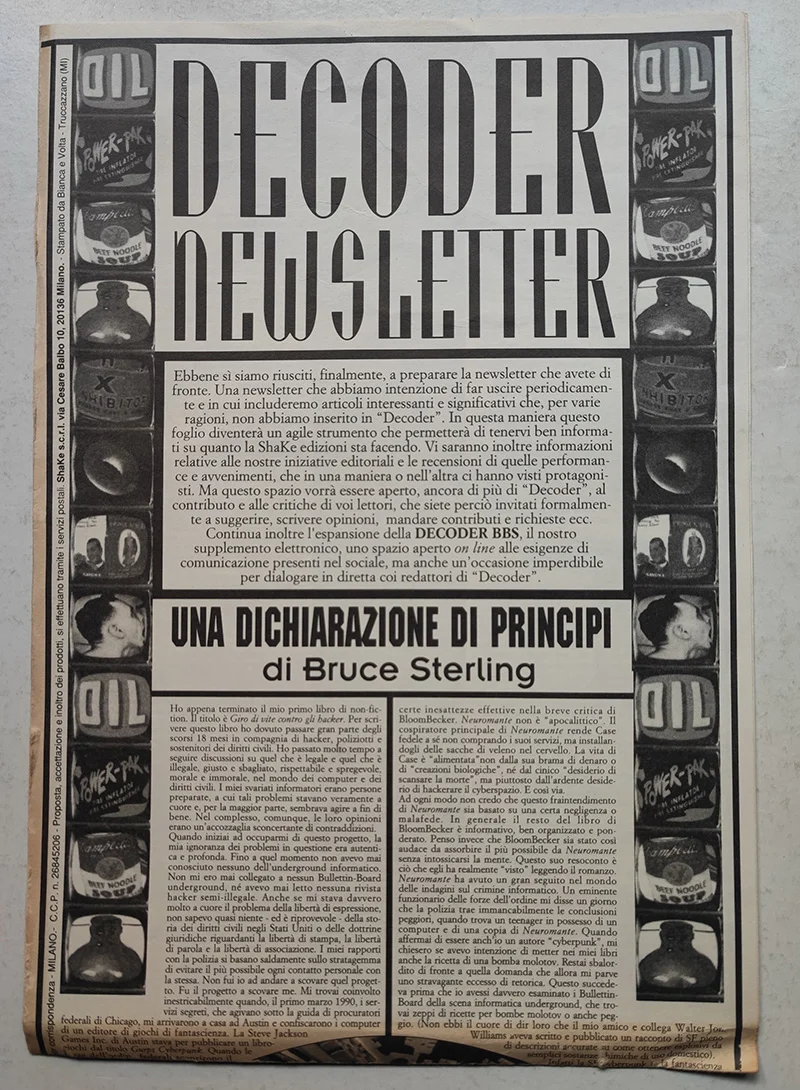 DECODER
NEWSLETTER
Ebbene sì siamo riusciti, finalmente, a preparare la newsletter che avete di
fronte. Una newsletter che abbiamo intenzione di far uscire periodicamen-
te e in cui includeremo articoli interessanti e significativi che, per varie
ragioni, non abbiamo inserito in “Decoder”. In questa maniera questo
foglio diventerà un agile strumento che permetterà di tenervi ben informa-
ti su quanto la ShaKe edizioni sta facendo. Vi saranno inoltre informazioni
relative alle nostre iniziative editoriali e le recensioni di quelle performan-
ce e avvenimenti, che in una maniera o nell'altra ci hanno visti protagoni-
sti. Ma questo spazio vorrà essere aperto, ancora di più di “Decoder”, al
contributo e alle critiche di voi lettori, che siete perciò invitati formalmen-
te a suggerire, scrivere opinioni, mandare contributi e richieste ecc.
Continua inoltre l'espansione della DECODER BBS, il nostro
supplemento elettronico, uno spazio aperto on line alle esigenze di
comunicazione presenti nel sociale, ma anche un'occasione imperdibile
per dialogare in diretta coi redattori di “Decoder”.
UNA DICHIARAZIONE DI PRINCIPI
di Bruce Sterling
Ho appena terminato il mio primo libro di non-fic-
tion. Il titolo è Giro di vite contro gli hacker. Per scri-
vere questo libro ho dovuto passare gran parte degli
scorsi 18 mesi in compagnia di hacker, poliziotti e
sostenitori dei diritti civili. Ho passato molto tempo a
seguire discussioni su quel che è legale e quel che è
illegale, giusto e sbagliato, rispettabile e spregevole,
morale e immorale, nel mondo dei computer e dei
diritti civili. I miei svariati informatori erano persone
preparate, a cui tali problemi stavano veramente a
cuore e, per la maggior parte, sembrava agire a fin di
bene. Nel complesso, comunque, le loro opinioni
erano un'accozzaglia sconcertante di contraddizioni.
Quando iniziai ad occuparmi di questo progetto, la
mia ignoranza dei problemi in questione era autenti-
ca e profonda. Fino a quel momento non avevo mai
conosciuto nessuno dell'underground informatico.
Non mi ero mai collegato a nessun Bullettin-Board
underground, né avevo mai letto nessuna rivista
hacker semi-illegale. Anche se mi stava davvero
molto a cuore il problema della libertà di espressione,
non sapevo quasi niente - ed è riprovevole - della sto-
ria dei diritti civili negli Stati Uniti o delle dottrine
giuridiche riguardanti la libertà di stampa, la libertà
di parola e la libertà di associazione. I miei rapporti
con la polizia si basano saldamente sullo stratagemma
di evitare il più possibile ogni contatto personale con
la stessa. Non fui io ad andare a scovare quel proget-
to. Fu il progetto a scovare me. Mi trovai coinvolto
inestricabilmente quando, il primo marzo 1990, i ser-
vizi segreti, che agivano sotto la guida di procuratori
federali di Chicago, mi arrivarono a casa ad Austin e confiscarono i computer
di un editore di giochi di fantascienza. La Steve Jackson
Games Inc. di Austin stava per pubblicare un libro-
giochi dal titolo Gurps Cyberpunk. Quando le
certe inesattezze effettive nella breve critica di
BloomBecker. Neuromante non è “apocalittico”. Il
cospiratore principale di Neuromante rende Case
fedele a sé non comprando i suoi servizi, ma installan-
dogli delle sacche di veleno nel cervello. La vita di
Case è “alimentata”non dalla sua brama di denaro o
di “creazioni biologiche”, né dal cinico “desiderio di
scansare la morte”, ma piuttosto dall'ardente deside-
rio di hackerare il cyberspazio. E così via.
Ad ogni modo non credo che questo fraintendimento
di Neuromante sia basato su una certa negligenza o
malafede. In generale il resto del libro di
BloomBecker è informativo, ben organizzato e pon-
derato. Penso invece che BloomBecker sia stato così
audace da assorbire il più possibile da Neuromante
senza intossicarsi la mente. Questo suo resoconto è
ciò che egli ha realmente “visto” leggendo il romanzo.
Neuromante ha avuto un gran seguito nel mondo
delle indagini sul crimine informatico. Un eminente
funzionario delle forze dell'ordine mi disse un giorno
che la polizia trae immancabilmente le conclusioni
peggiori, quando trova un teenager in possesso di un
computer e di una copia di Neuromante. Quando
affermai di essere anch'io un autore “cyberpunk”, mi
chiesero se avevo intenzione di metter nei miei libri
anche la ricetta di una bomba molotov. Restai sbalor-
dito di fronte a quella domanda che allora mi parve
uno stravagante eccesso di retorica. Questo succede-
va prima che io avessi davvero esaminato i Bullettin-
Board della scena informatica underground, che tro-
vai zeppi di ricette per bombe molotov o anche peg-
gio. (Non ebbi il cuore di dir loro che il mio amico e collega Walter Jon
Williams aveva scritto e pubblicato un racconto di SF pieno
di descrizioni accurate su come ottenere esplosivi da
semplici sostanze chimiche di uso domestico).
corrispondenza - MILANO.- C.C.P. n. 26845206 - Proposta, accettazione e inoltro dei prodotti, si effettuano tramite i servizi postali. ShaKe s.c.r.l. via Cesare Balbo 10, 20136 Milano. - Stampato da Bianca e Volta - Truccazzano (MI)
OIL
POWER-PAK
TIRE INFLATOR
FIRE EXTINGUISHER
Campbell's
BEEF NOODLE
SOUP
X
INHIBITOR
OIL
POWER-PAK
Campbell's
BEEF NOODLE
SOUP
OIL
POWER-PAK
TIRE INFLATOR
FIRE EXTINGUISHER
Campbell's
BEEF NOODLE
SOUP
X
INHIBITOR
OIL
POWER-PAK
Campbell's
BEEF NOODLE
SOUP